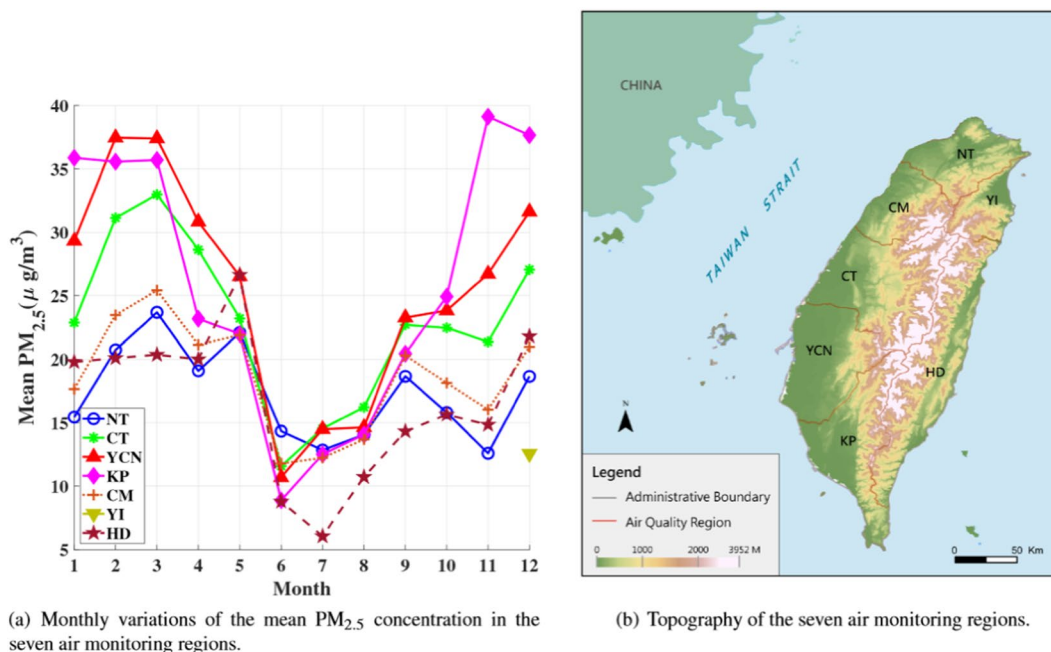 40
35
30
25
20
15
10
5
Mean PM2.5(μ g/m³)
NT
CT
YCN
KP
CM
YI
HD
1 2 3 4 5 6 7 8 9 10 11 12
Month
(a) Monthly variations of the mean PM2.5 concentration in the
seven air monitoring regions.
CHINA
TAIWAN STRAIT
NT
CM
YI
CT
YCN
HD
KP
N
Legend
Administrative Boundary
Air Quality Region
0 1000 2000 3952 M
0 50 Km
(b) Topography of the seven air monitoring regions.